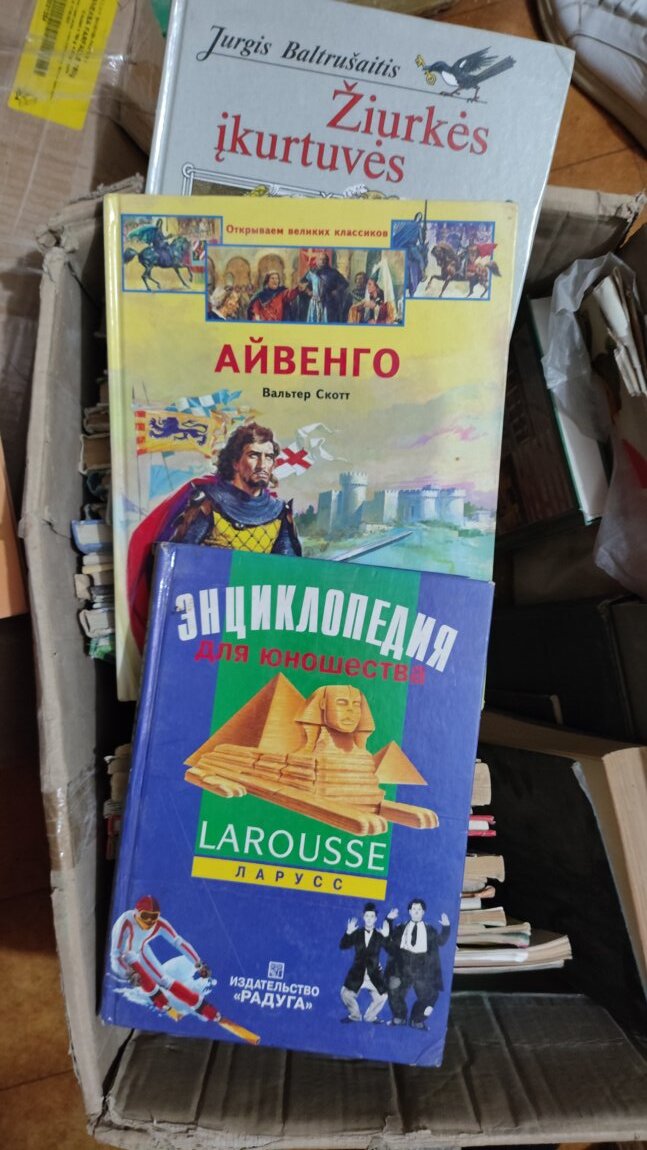 Jurgis Baltrušaitis
Žiurkės
įkurtuvės
Открываем великих классиков
АЙВЕНГО
Вальтер Скотт
ЭНЦИКЛОПЕДИЯ
для юношества
LAROUSSE
ЛАРУСС
ИЗДАТЕЛЬСТВО
«РАДУГА»